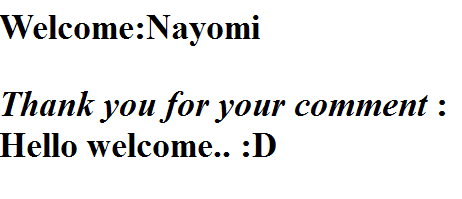 Welcome:Nayomi
Thank you for your comment :
Hello welcome.. :D